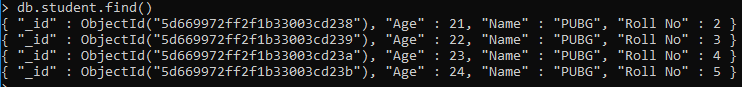 > db.student.find()
{ "_id" : ObjectId("5d669972ff2f1b33003cd238"), "Age" : 21, "Name" : "PUBG", "Roll No" : 2 }
{ "_id" : ObjectId("5d669972ff2f1b33003cd239"), "Age" : 22, "Name" : "PUBG", "Roll No" : 3 }
{ "_id" : ObjectId("5d669972ff2f1b33003cd23a"), "Age" : 23, "Name" : "PUBG", "Roll No" : 4 }
{ "_id" : ObjectId("5d669972ff2f1b33003cd23b"), "Age" : 24, "Name" : "PUBG", "Roll No" : 5 }